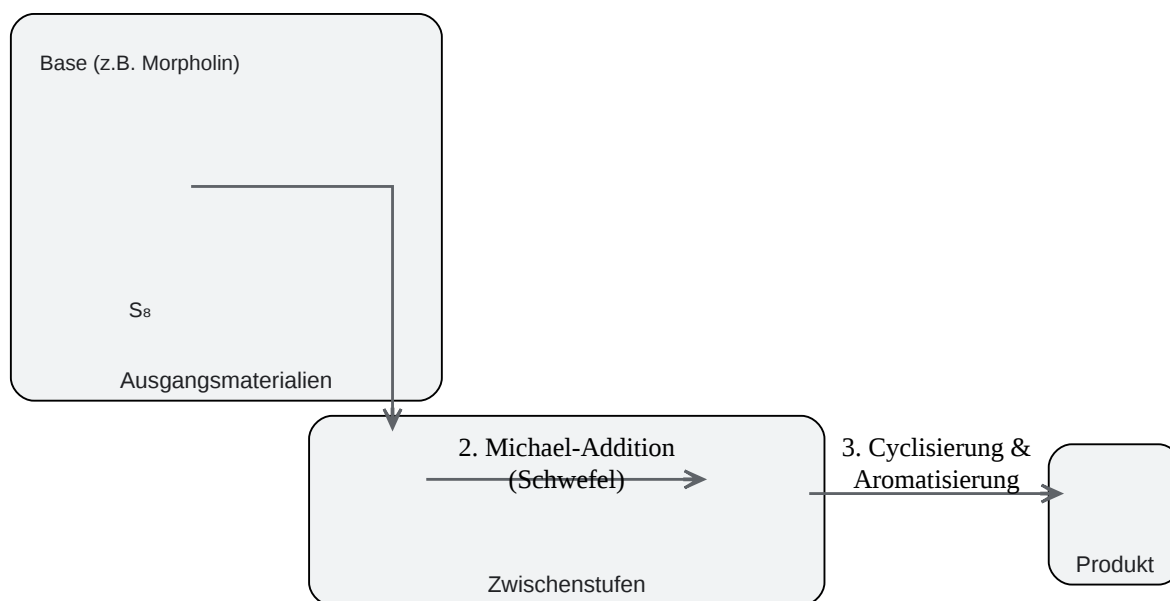 Base (z.B. Morpholin)
S₈
Ausgangsmaterialien
2. Michael-Addition
(Schwefel)
3. Cyclisierung &
Aromatisierung
Zwischenstufen
Produkt